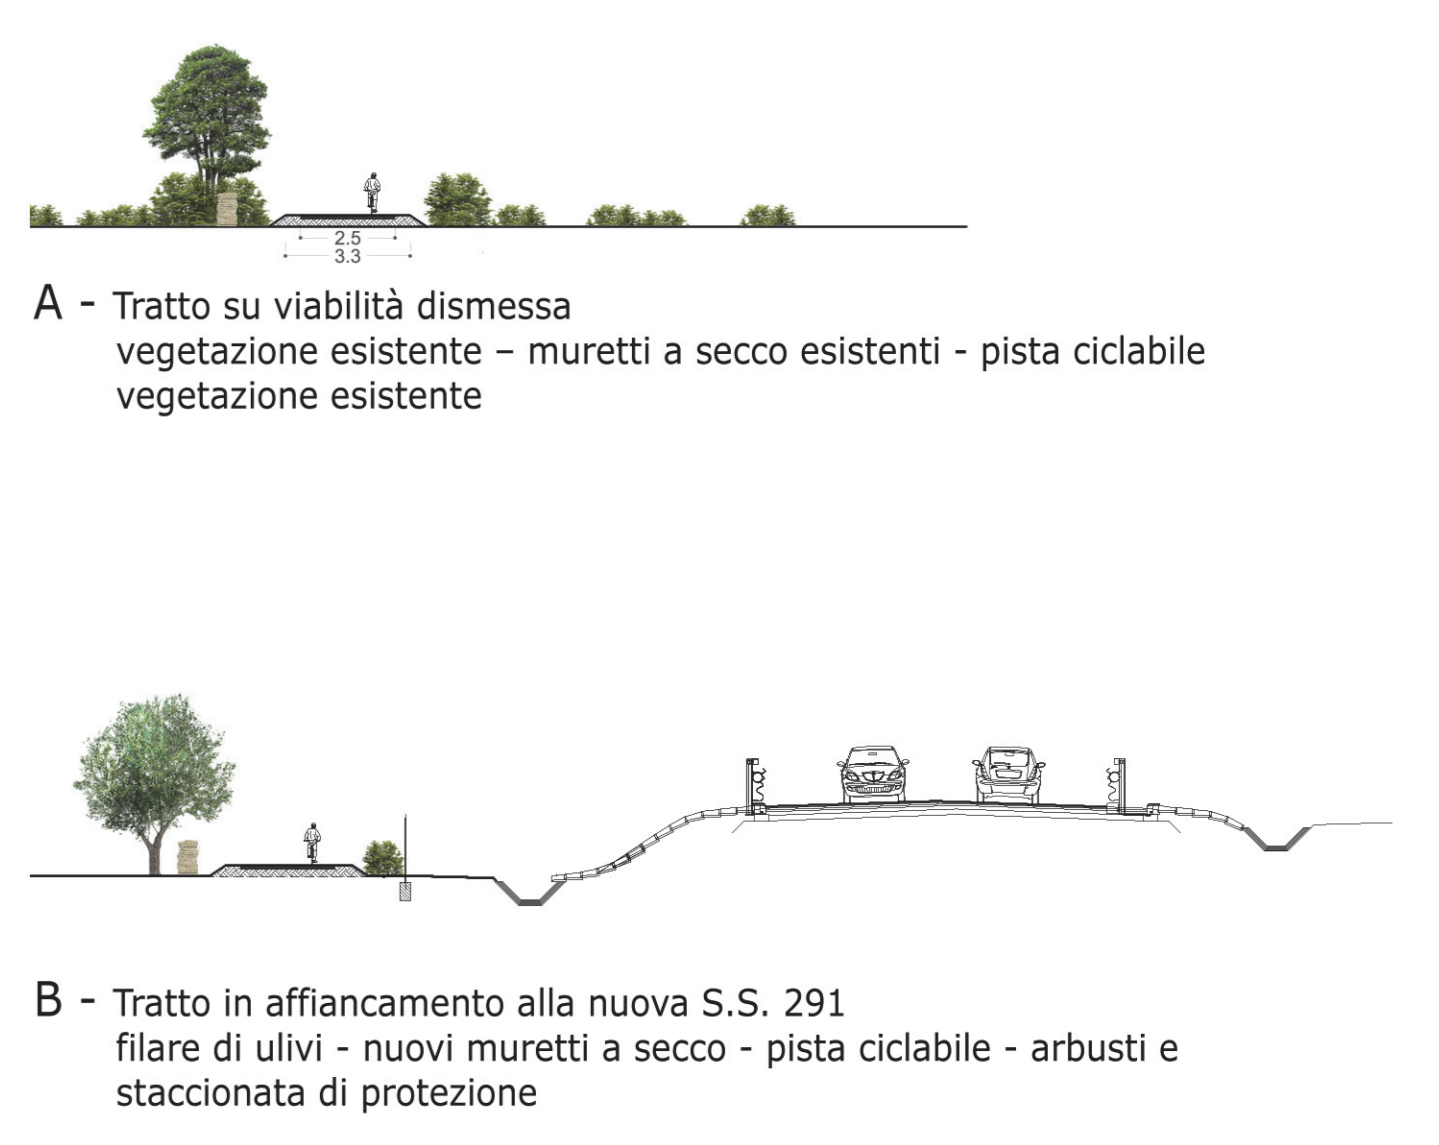 2.5
3.3
A - Tratto su viabilità dismessa
vegetazione esistente – muretti a secco esistenti - pista ciclabile
vegetazione esistente
B - Tratto in affiancamento alla nuova S.S. 291
filare di ulivi - nuovi muretti a secco - pista ciclabile - arbusti e
staccionata di protezione